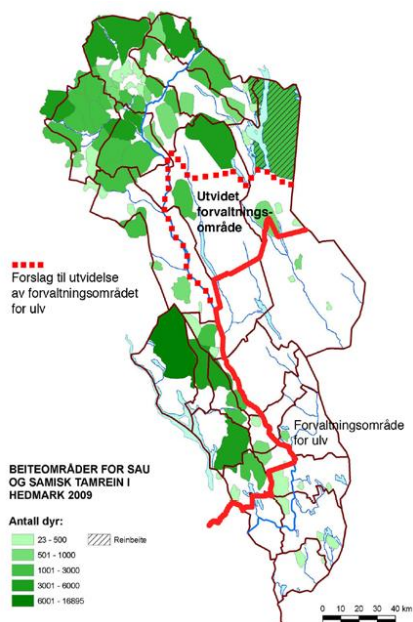 Utvidet
forvaltnings-
område
Forslag til utvidelse
av forvaltningsområdet
for ulv
Forvaltningsområde
for ulv
BEITEOMRÅDER FOR SAU
OG SAMISK TAMREIN I
HEDMARK 2009
Antall dyr:
23 - 500
Reinbeite
501 - 1000
1001 - 3000
3001 - 6000
6001 - 16895
0 10 20 30 40 km